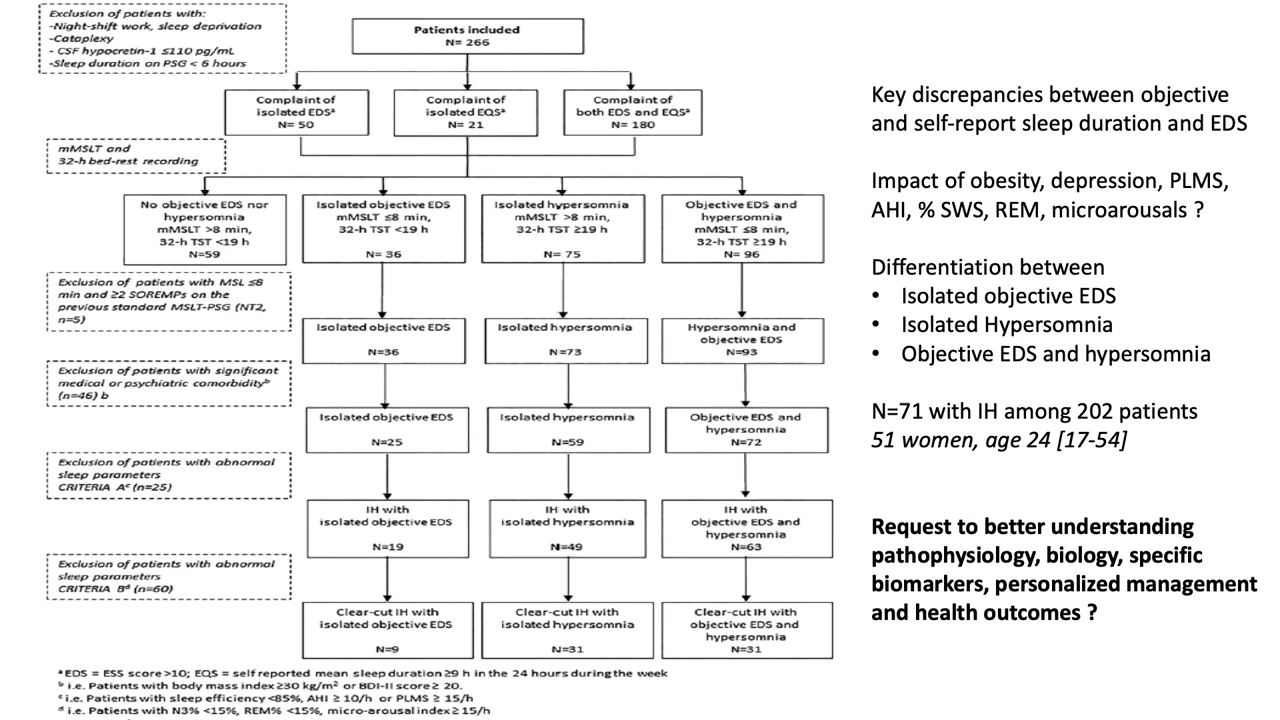 Exclusion of patients with:
-Night-shift work, sleep deprivation
-Cataplexy
- CSF hypocretin-1 ≤110 pg/mL
-Sleep duration on PSG < 6 hours
Patients included
N= 266
Complaint of
isolated EDSᵃ
N= 50
Complaint of
isolated EQSᵃ
N= 21
Complaint of
both EDS and EQSᵃ
N= 180
mMSLT and
32-h bed-rest recording
No objective EDS nor
hypersomnia
mMSLT >8 min,
32-h TST <19 h
N=59
Isolated objective EDS
mMSLT ≤8 min,
32-h TST <19 h
N= 36
Isolated hypersomnia
mMSLT >8 min,
32-h TST ≥19 h
N= 75
Objective EDS and
hypersomnia
mMSLT ≤8 min,
32-h TST ≥19 h
N= 96
Exclusion of patients with MSL ≤8
min and ≥2 SOREMPs on the
previous standard MSLT-PSG (NT2,
n=5)
Isolated objective EDS
N=36
Isolated hypersomnia
N=73
Hypersomnia and
objective EDS
N=93
Exclusion of patients with significant
medical or psychiatric comorbidityᵇ
(n=46) b
Isolated objective EDS
N=25
Isolated hypersomnia
N=59
Objective EDS and
hypersomnia
N=72
Exclusion of patients with abnormal
sleep parameters
CRITERIA Aᶜ (n=25)
IH with
isolated objective EDS
N=19
IH with
isolated hypersomnia
N=49
IH with
objective EDS and
hypersomnia
N=63
Exclusion of patients with abnormal
sleep parameters
CRITERIA Bᵈ (n=60)
Clear-cut IH with
isolated objective EDS
N=9
Clear-cut IH with
isolated hypersomnia
N=31
Clear-cut IH with
objective EDS and
hypersomnia
N=31
ᵃ EDS = ESS score >10; EQS = self reported mean sleep duration ≥9 h in the 24 hours during the week
ᵇ i.e. Patients with body mass index ≥30 kg/m² or BDI-II score ≥ 20.
ᶜ i.e. Patients with sleep efficiency <85%, AHI ≥ 10/h or PLMS ≥ 15/h
ᵈ i.e. Patients with N3% <15%, REM% <15%, micro-arousal index ≥ 15/h
Key discrepancies between objective
and self-report sleep duration and EDS
Impact of obesity, depression, PLMS,
AHI, % SWS, REM, microarousals ?
Differentiation between
• Isolated objective EDS
• Isolated Hypersomnia
• Objective EDS and hypersomnia
N=71 with IH among 202 patients
51 women, age 24 [17-54]
Request to better understanding
pathophysiology, biology, specific
biomarkers, personalized management
and health outcomes ?